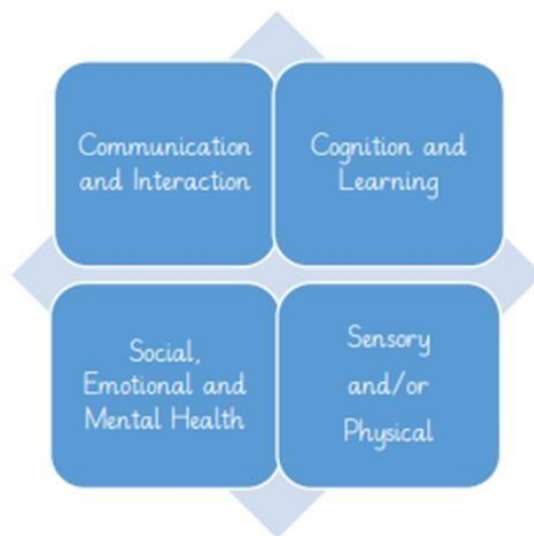 Communication
and Interaction
Cognition and
Learning
Social,
Emotional and
Mental Health
Sensory
and/or
Physical